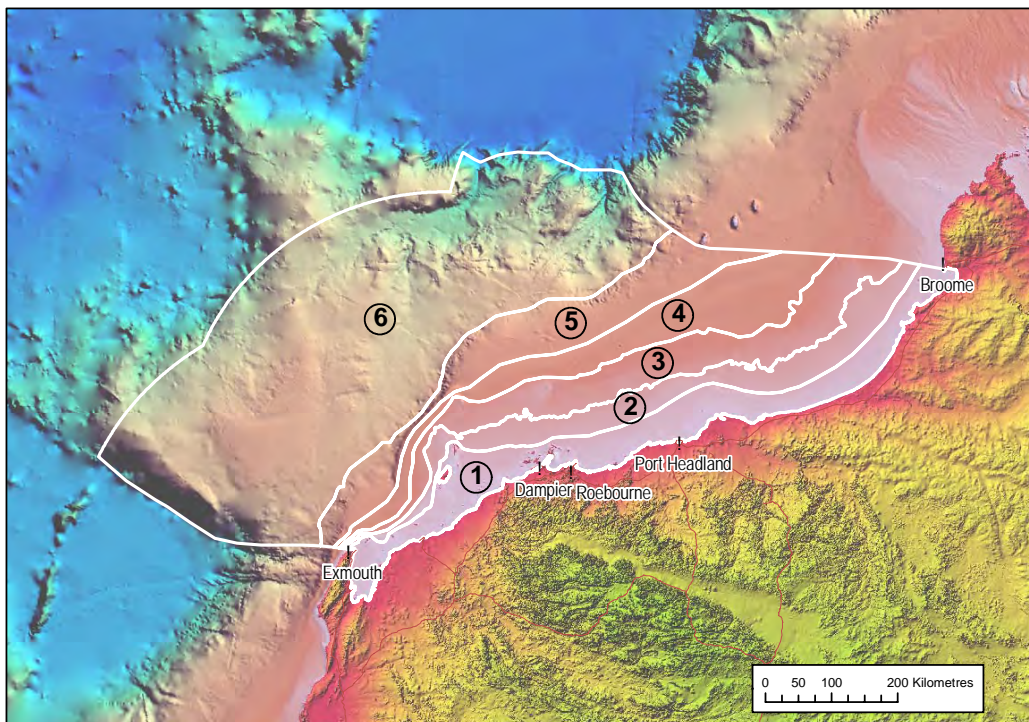 6
5
4
3
2
1
Broome
Port Headland
Dampier
Roebourne
Exmouth
0 50 100 200 Kilometres